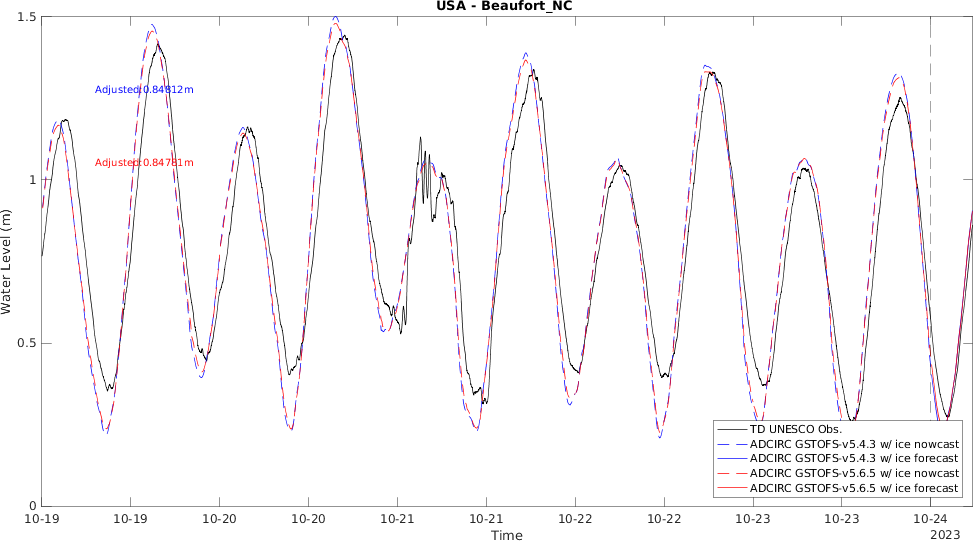 USA - Beaufort_NC
1.5
1
0.5
0
Water Level (m)
Adjusted:0.84812m
Adjusted:0.84781m
TD UNESCO Obs.
ADCIRC GSTOFS-v5.4.3 w/ ice nowcast
ADCIRC GSTOFS-v5.4.3 w/ ice forecast
ADCIRC GSTOFS-v5.6.5 w/ ice nowcast
ADCIRC GSTOFS-v5.6.5 w/ ice forecast
10-19 10-19 10-20 10-20 10-21 10-21 10-22 10-22 10-23 10-23 10-24
Time 2023